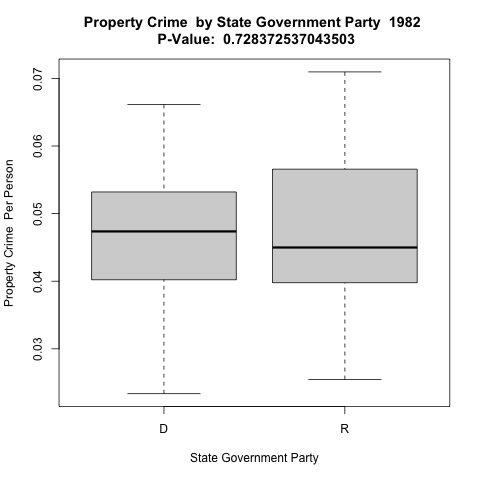 Property Crime  by State Government Party  1982
P-Value:  0.728372537043503
Property Crime  Per Person
0.07
0.06
0.05
0.04
0.03
D
R
State Government Party